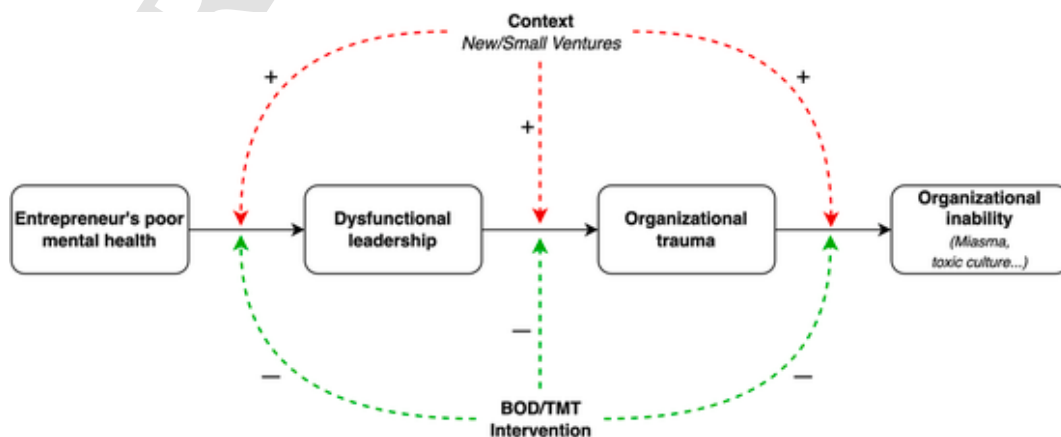 Context
New/Small Ventures
+
+
+
Entrepreneur's poor
mental health
Dysfunctional
leadership
Organizational
trauma
Organizational
inability
(Miasma,
toxic culture...)
—
—
—
BOD/TMT
Intervention